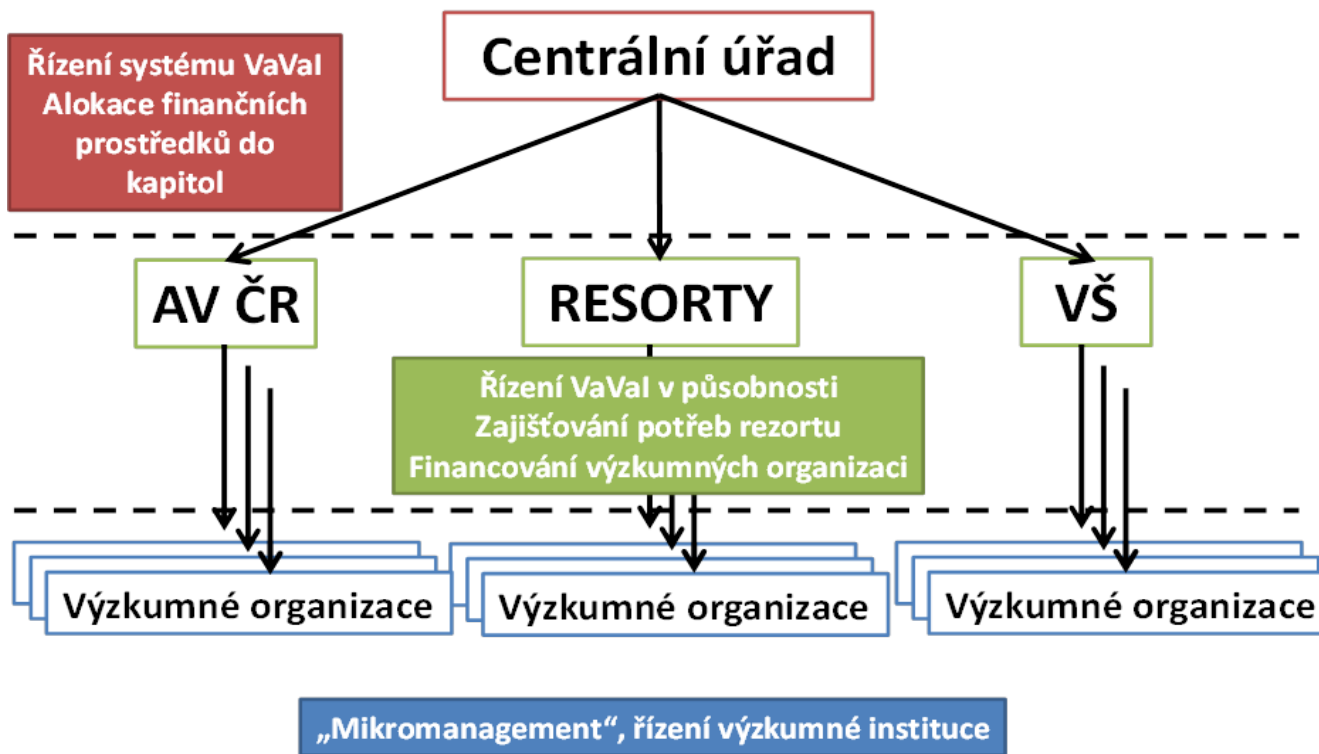 Centrální úřad
Řízení systému VaVaI
Alokace finančních
prostředků do
kapitol
AV ČR
RESORTY
VŠ
Řízení VaVaI v působnosti
Zajišťování potřeb rezortu
Financování výzkumných organizaci
Výzkumné organizace
Výzkumné organizace
Výzkumné organizace
„Mikromanagement“, řízení výzkumné instituce